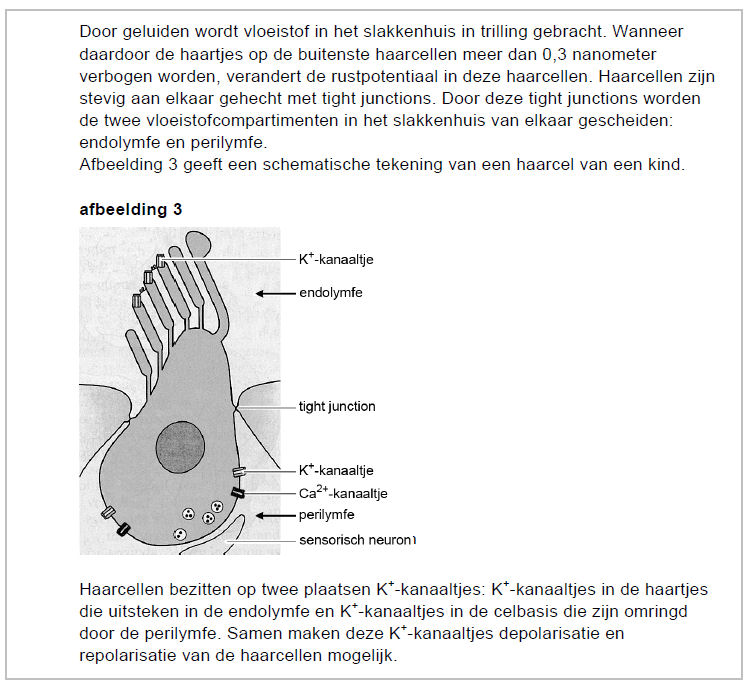 Door geluiden wordt vloeistof in het slakkenhuis in trilling gebracht. Wanneer
daardoor de haartjes op de buitenste haarcellen meer dan 0,3 nanometer
verbogen worden, verandert de rustpotentiaal in deze haarcellen. Haarcellen zijn
stevig aan elkaar gehecht met tight junctions. Door deze tight junctions worden
de twee vloeistofcompartimenten in het slakkenhuis van elkaar gescheiden:
endolymfe en perilymfe.
Afbeelding 3 geeft een schematische tekening van een haarcel van een kind.
afbeelding 3
K⁺-kanaaltje
endolymfe
tight junction
K⁺-kanaaltje
Ca²⁺-kanaaltje
perilymfe
sensorisch neuron
Haarcellen bezitten op twee plaatsen K⁺-kanaaltjes: K⁺-kanaaltjes in de haartjes
die uitsteken in de endolymfe en K⁺-kanaaltjes in de celbasis die zijn omringd
door de perilymfe. Samen maken deze K⁺-kanaaltjes depolarisatie en
repolarisatie van de haarcellen mogelijk.